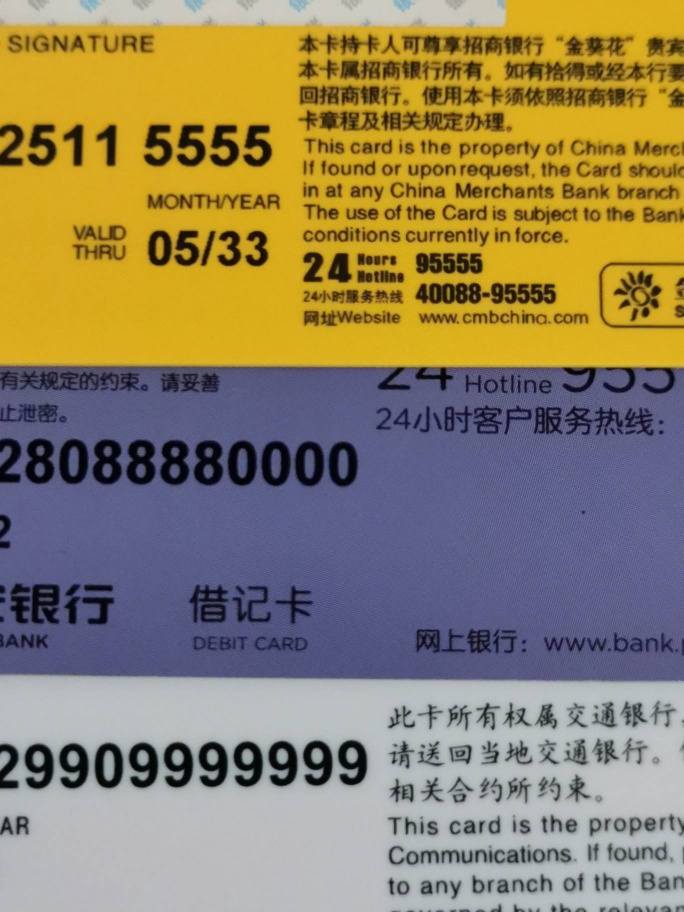 SIGNATURE
本卡持卡人可尊享招商银行“金葵花”贵宾
本卡属招商银行所有。如有拾得或经本行要
回招商银行。使用本卡须依照招商银行“金
卡章程及相关规定办理。
2511 5555
This card is the property of China Merc
If found or upon request, the Card should
in at any China Merchants Bank branch
The use of the Card is subject to the Bank
conditions currently in force.
MONTH/YEAR
VALID
THRU 05/33
24 Hours Hotline 95555
24小时服务热线 40088-95555
网址Website www.cmbchina.com
有关规定的约束。请妥善
止泄密。
24 Hotline 955
24小时客户服务热线：
28088880000
2
银行
BANK
借记卡
DEBIT CARD
网上银行：www.bank.
此卡所有权属交通银行
请送回当地交通银行。
相关合约所约束。
29909999999
AR
This card is the property
Communications. If found,
to any branch of the Ban
governed by the relevan